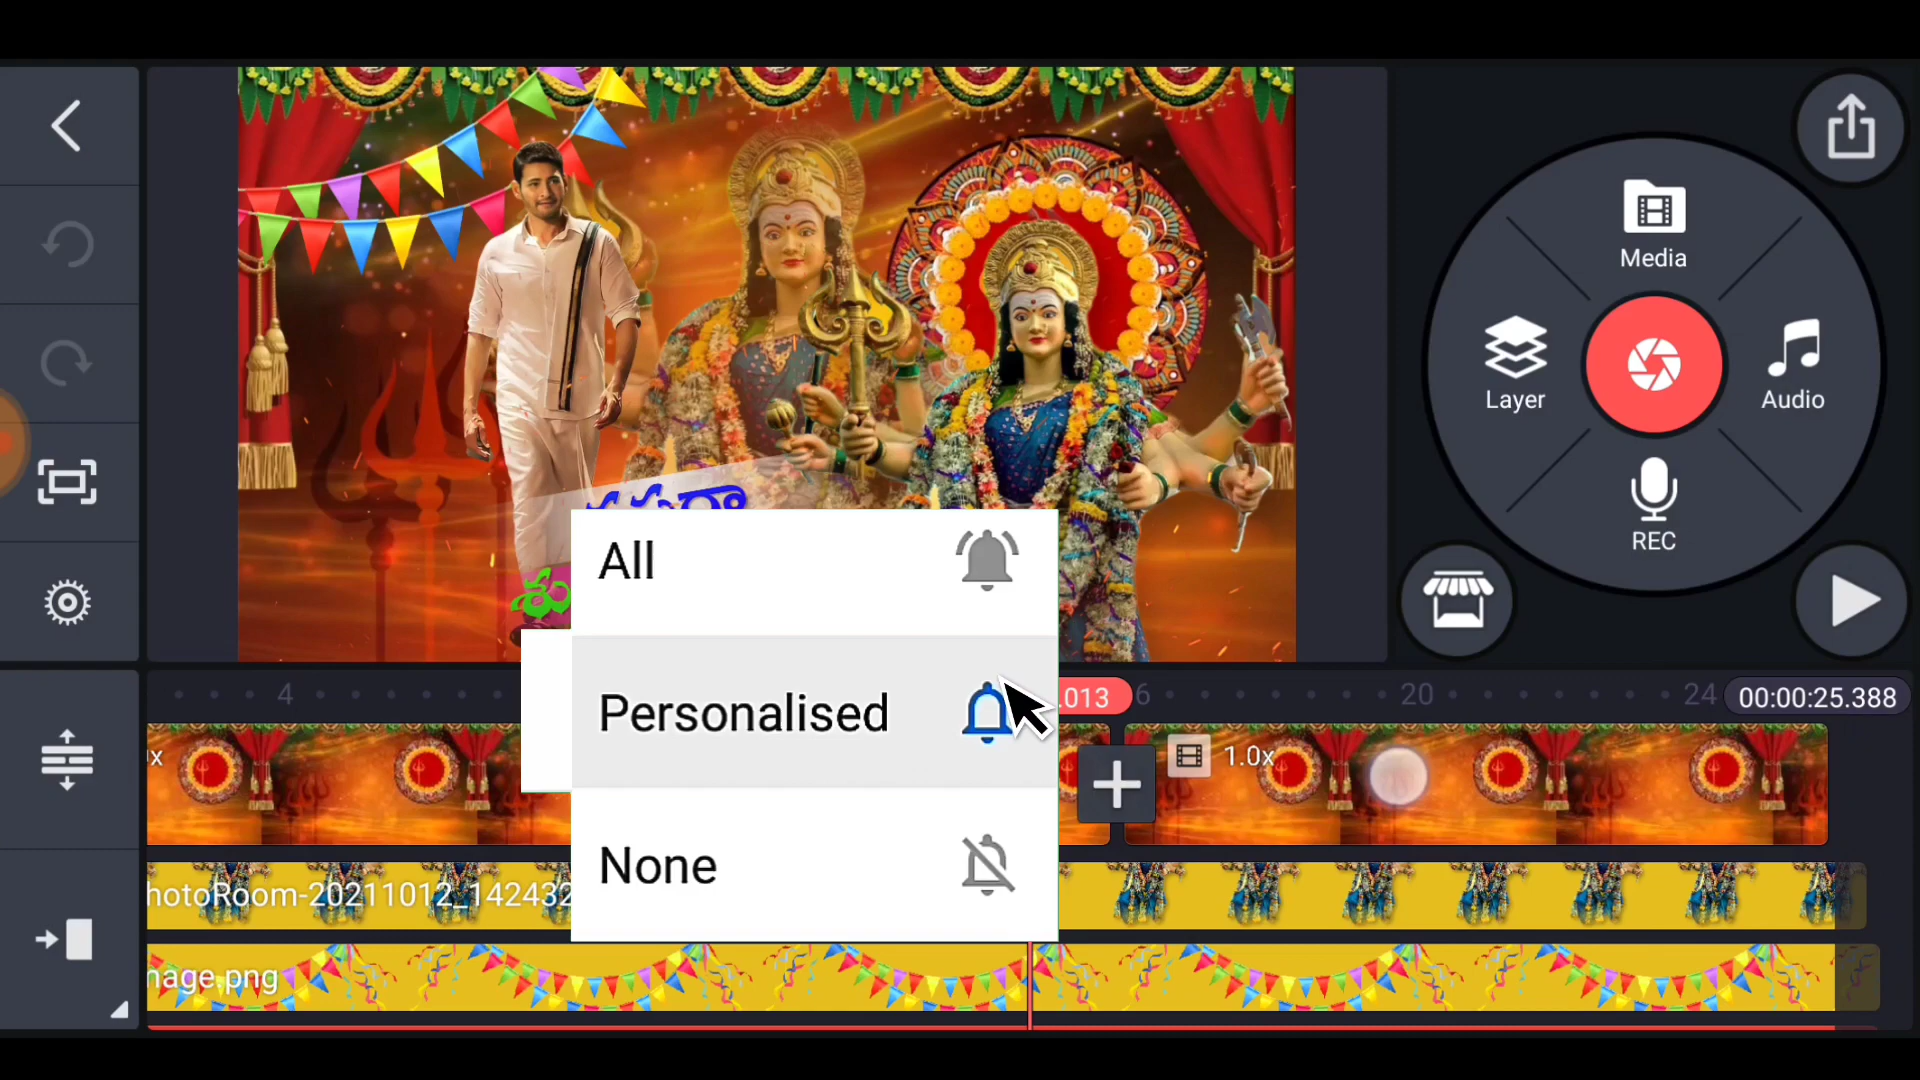 Media
Layer
Audio
REC
శు
All
Personalised
None
4
.013
6
20
24
00:00:25.388
x
1.0x
hotoRoom-20211012_142432
mage.png